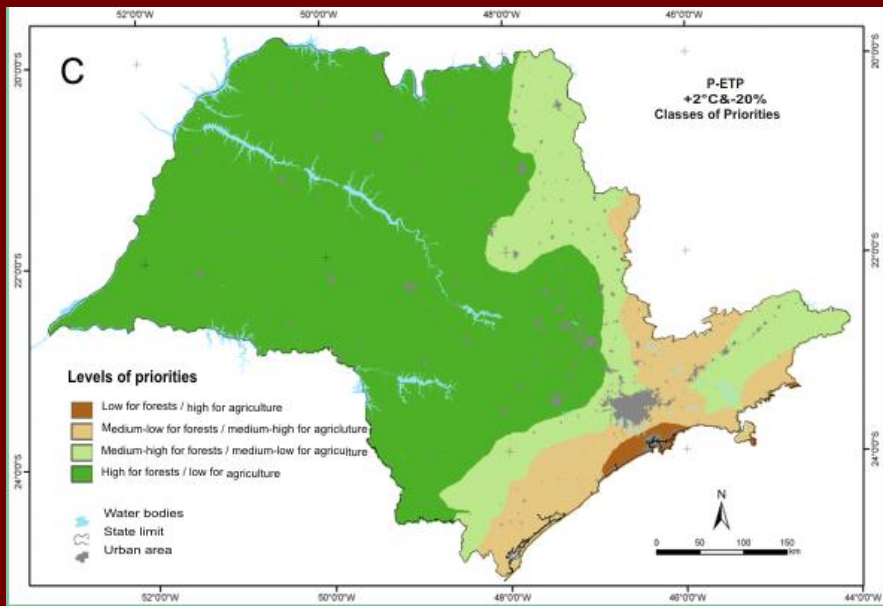 52°0'0"W 50°0'0"W 48°0'0"W 46°0'0"W
C
P-ETP
+2°C&-20%
Classes of Priorities
20°0'0"S 20°0'0"S
22°0'0"S 22°0'0"S
24°0'0"S 24°0'0"S
Levels of priorities
Low for forests / high for agriculture
Medium-low for forests / medium-high for agriculture
Medium-high for forests / medium-low for agriculture
High for forests / low for agriculture
Water bodies
State limit
Urban area
N
0 50 100 150
km
52°0'0"W 50°0'0"W 48°0'0"W 46°0'0"W 44°0'0"W